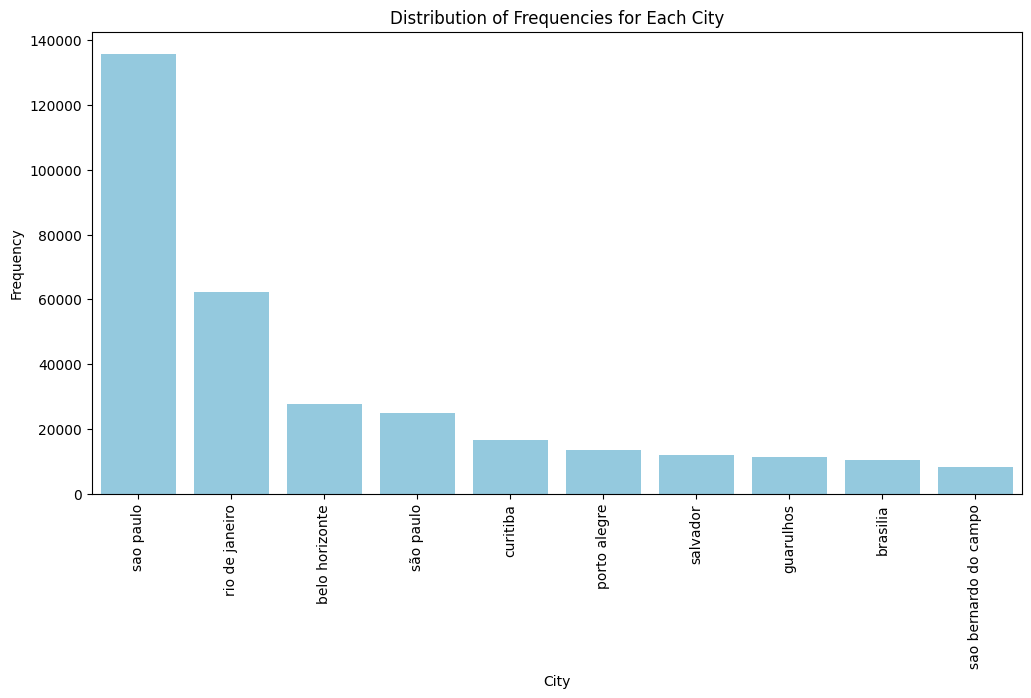 Distribution of Frequencies for Each City
140000
120000
100000
80000
60000
40000
20000
0
Frequency
sao paulo
rio de janeiro
belo horizonte
são paulo
curitiba
porto alegre
salvador
guarulhos
brasilia
sao bernardo do campo
City